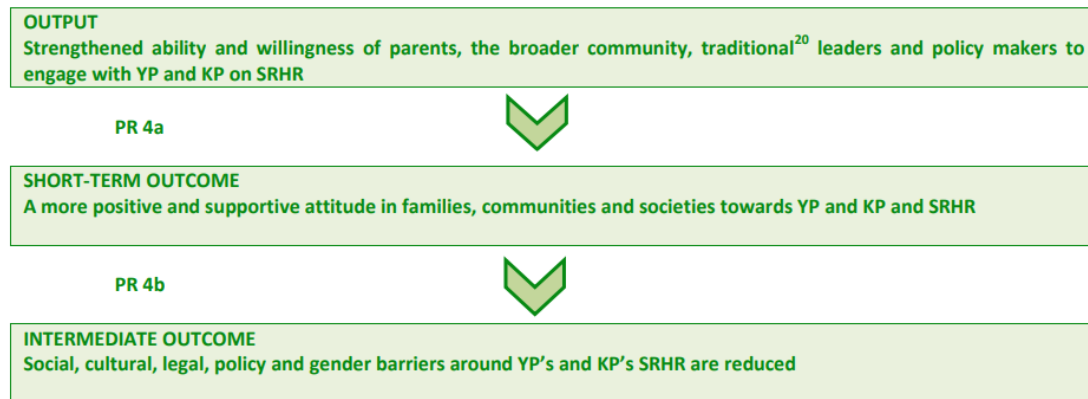 OUTPUT
Strengthened ability and willingness of parents, the broader community, traditional20 leaders and policy makers to
engage with YP and KP on SRHR
PR 4a
SHORT-TERM OUTCOME
A more positive and supportive attitude in families, communities and societies towards YP and KP and SRHR
PR 4b
INTERMEDIATE OUTCOME
Social, cultural, legal, policy and gender barriers around YP's and KP's SRHR are reduced